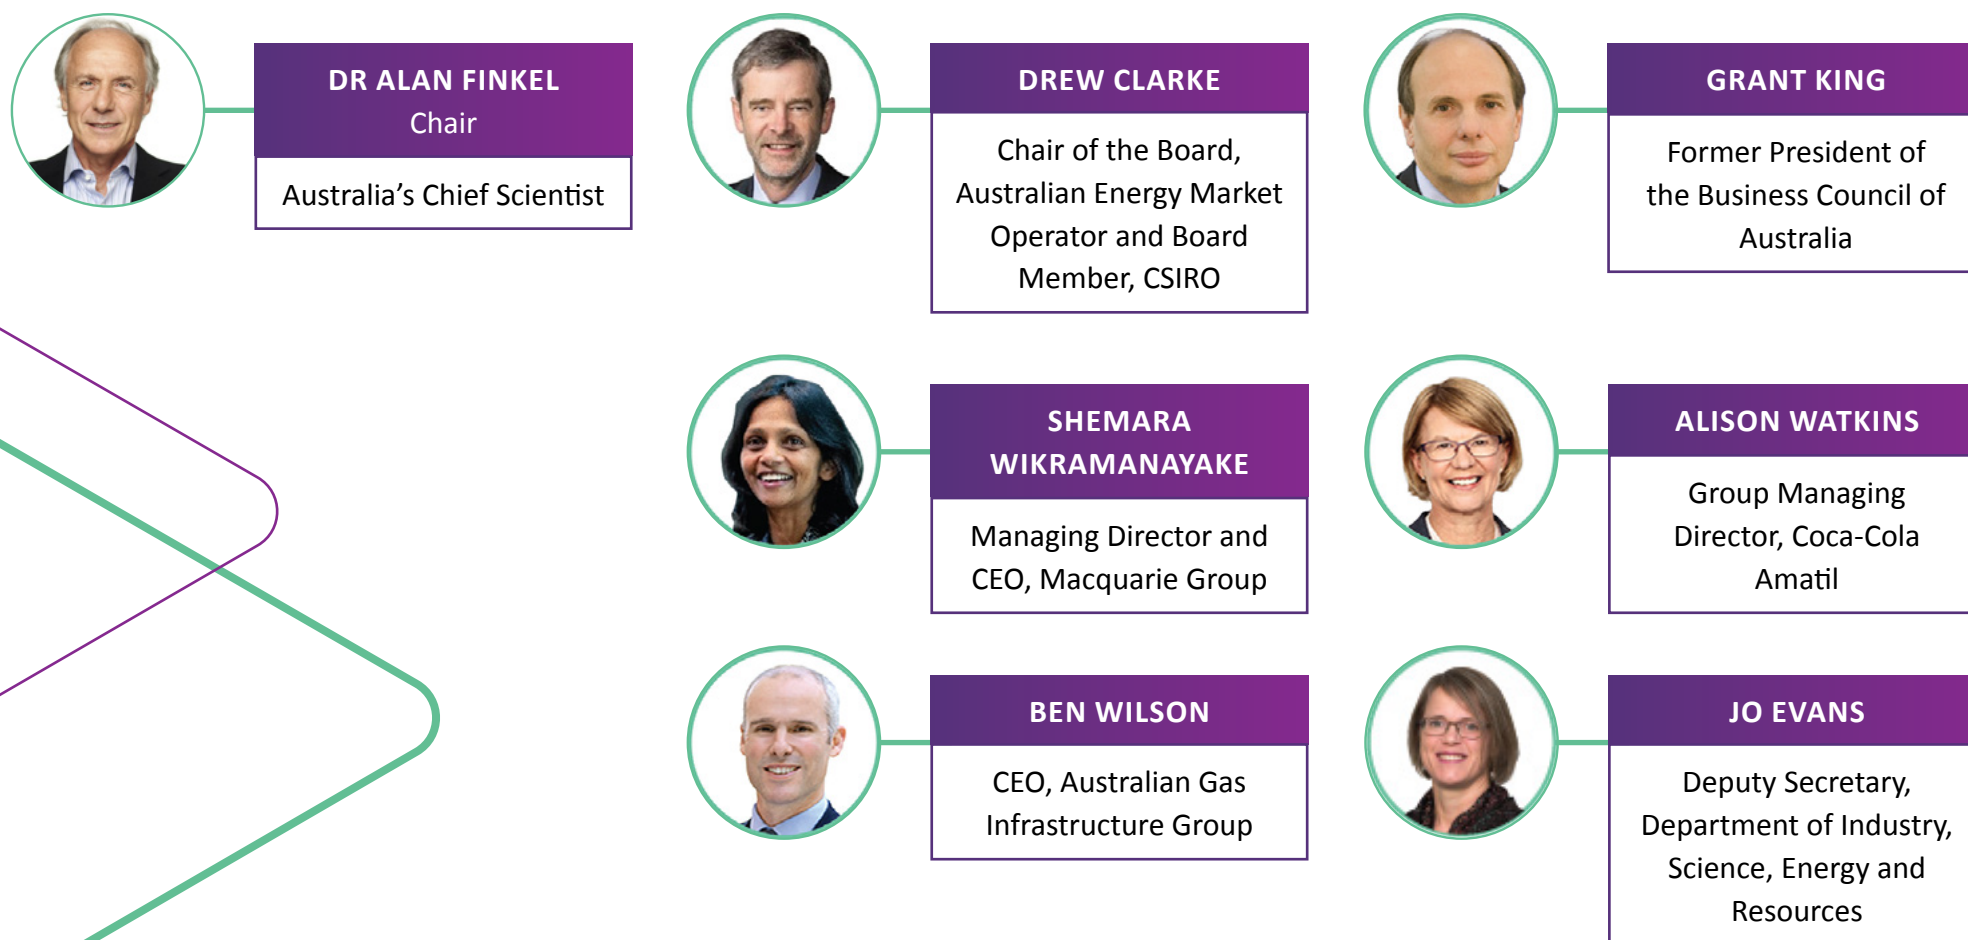 DR ALAN FINKEL
Chair
Australia’s Chief Scientist
DREW CLARKE
Chair of the Board,
Australian Energy Market
Operator and Board
Member, CSIRO
GRANT KING
Former President of
the Business Council of
Australia
SHEMARA
WIKRAMANAYAKE
Managing Director and
CEO, Macquarie Group
ALISON WATKINS
Group Managing
Director, Coca-Cola
Amatil
BEN WILSON
CEO, Australian Gas
Infrastructure Group
JO EVANS
Deputy Secretary,
Department of Industry,
Science, Energy and
Resources